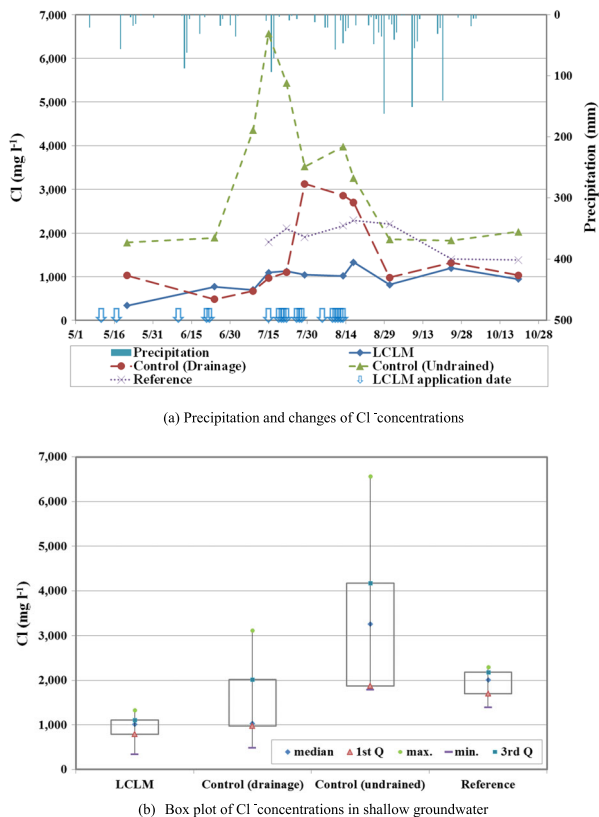 7,000
6,000
5,000
4,000
3,000
2,000
1,000
0
Cl (mg l-1)
0
100
200
300
400
500
Precipitation (mm)
5/1 5/16 5/31 6/15 6/30 7/15 7/30 8/14 8/29 9/13 9/28 10/13 10/28
Precipitation LCLM
Control (Drainage) Control (Undrained)
Reference LCLM application date
(a) Precipitation and changes of Cl⁻ concentrations
7,000
6,000
5,000
4,000
3,000
2,000
1,000
0
Cl (mg l-1)
median 1st Q max. min. 3rd Q
LCLM Control (drainage) Control (undrained) Reference
(b) Box plot of Cl⁻ concentrations in shallow groundwater